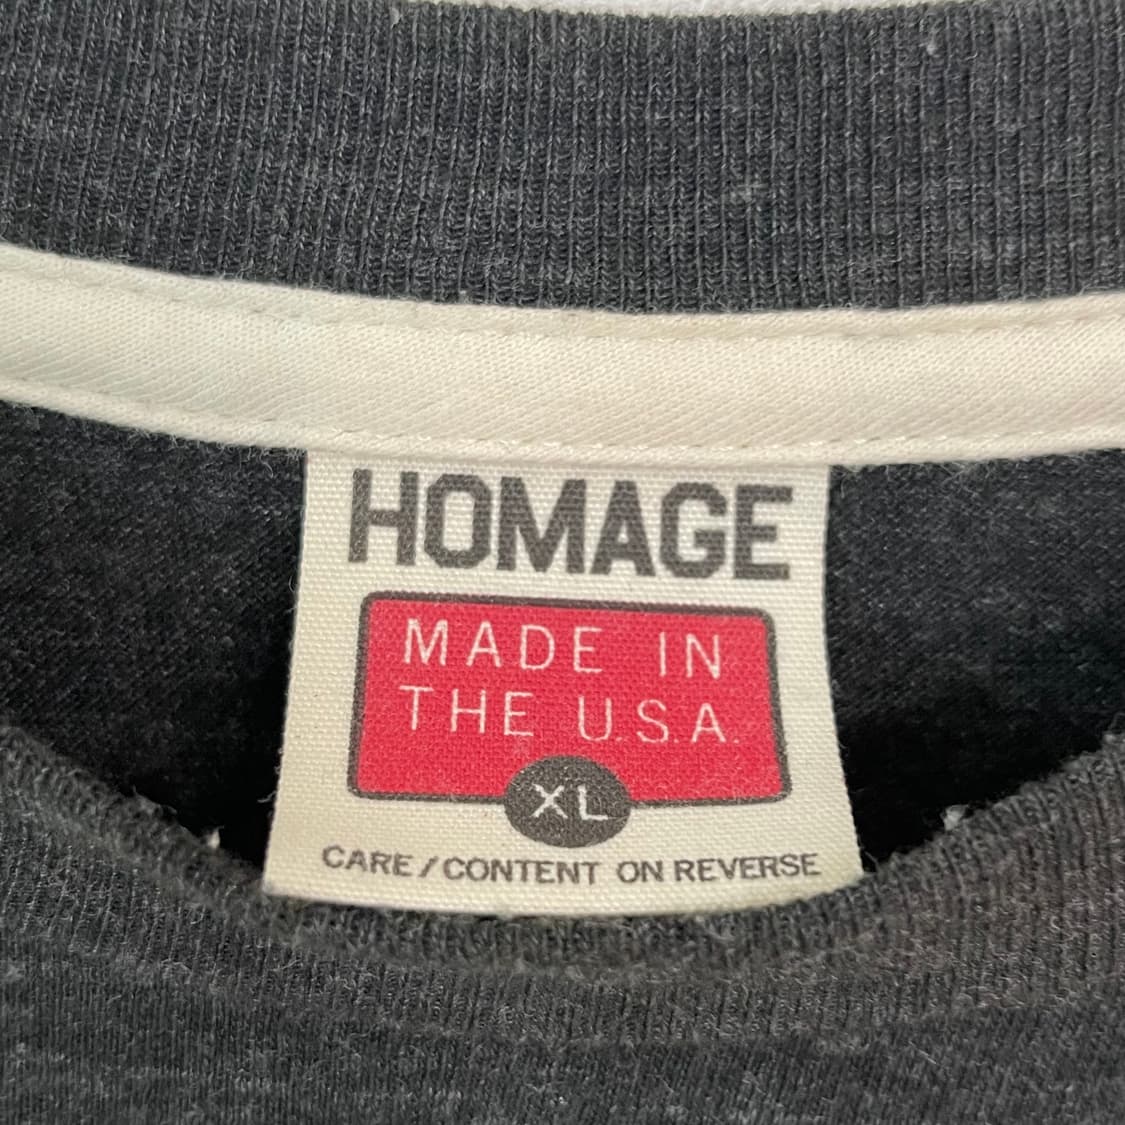 HOMAGE
MADE IN
THE U.S.A.
XL
CARE / CONTENT ON REVERSE